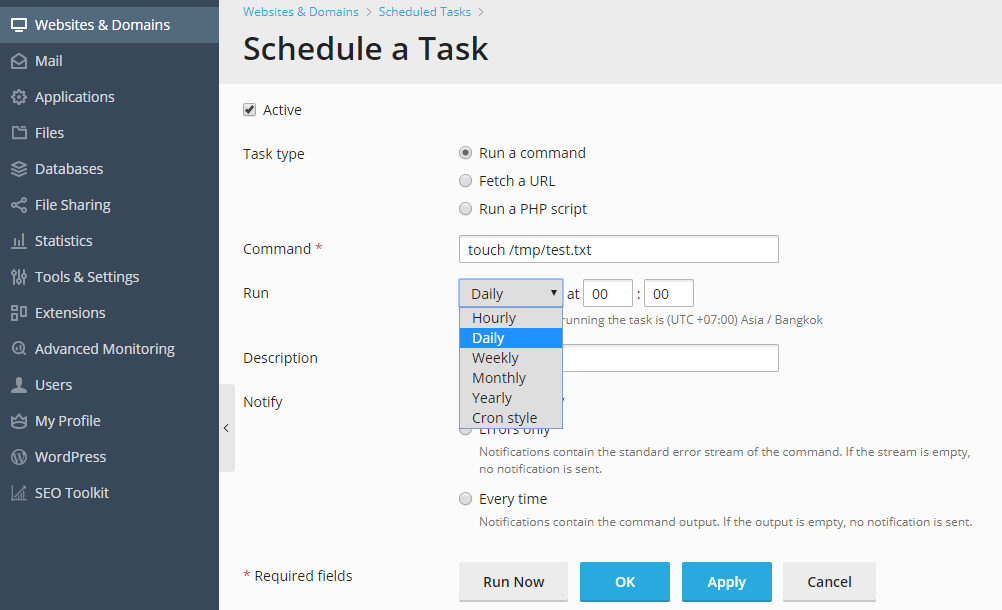 Websites & Domains
Mail
Applications
Files
Databases
File Sharing
Statistics
Tools & Settings
Extensions
Advanced Monitoring
Users
My Profile
WordPress
SEO Toolkit
Websites & Domains > Scheduled Tasks >
Schedule a Task
Active
Task type
Run a command
Fetch a URL
Run a PHP script
Command *
touch /tmp/test.txt
Run
Daily at 00 : 00
Hourly
Daily
Weekly
Monthly
Yearly
Cron style
running the task is (UTC +07:00) Asia / Bangkok
Description
Notify
Errors only
Notifications contain the standard error stream of the command. If the stream is empty,
no notification is sent.
Every time
Notifications contain the command output. If the output is empty, no notification is sent.
* Required fields
Run Now
OK
Apply
Cancel